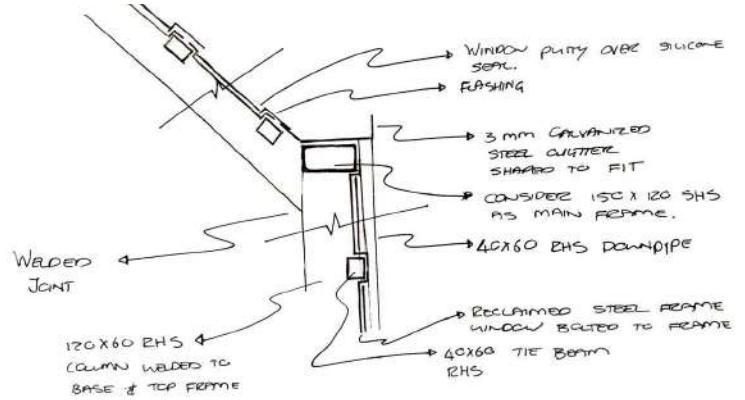 WINDOW PUTTY OVER SILICONE
SEAL.
FLASHING
3 MM GALVANIZED
STEEL GUTTER
SHAPED TO FIT
CONSIDER 150 X 120 SHS
AS MAIN FRAME.
40X60 RHS DOWNPIPE
WELDED
JOINT
RECLAIMED STEEL FRAME
WINDOW BOLTED TO FRAME
120X60 RHS
COLUMN WELDED TO
BASE & TOP FRAME
40X60 TIE BEAM
RHS